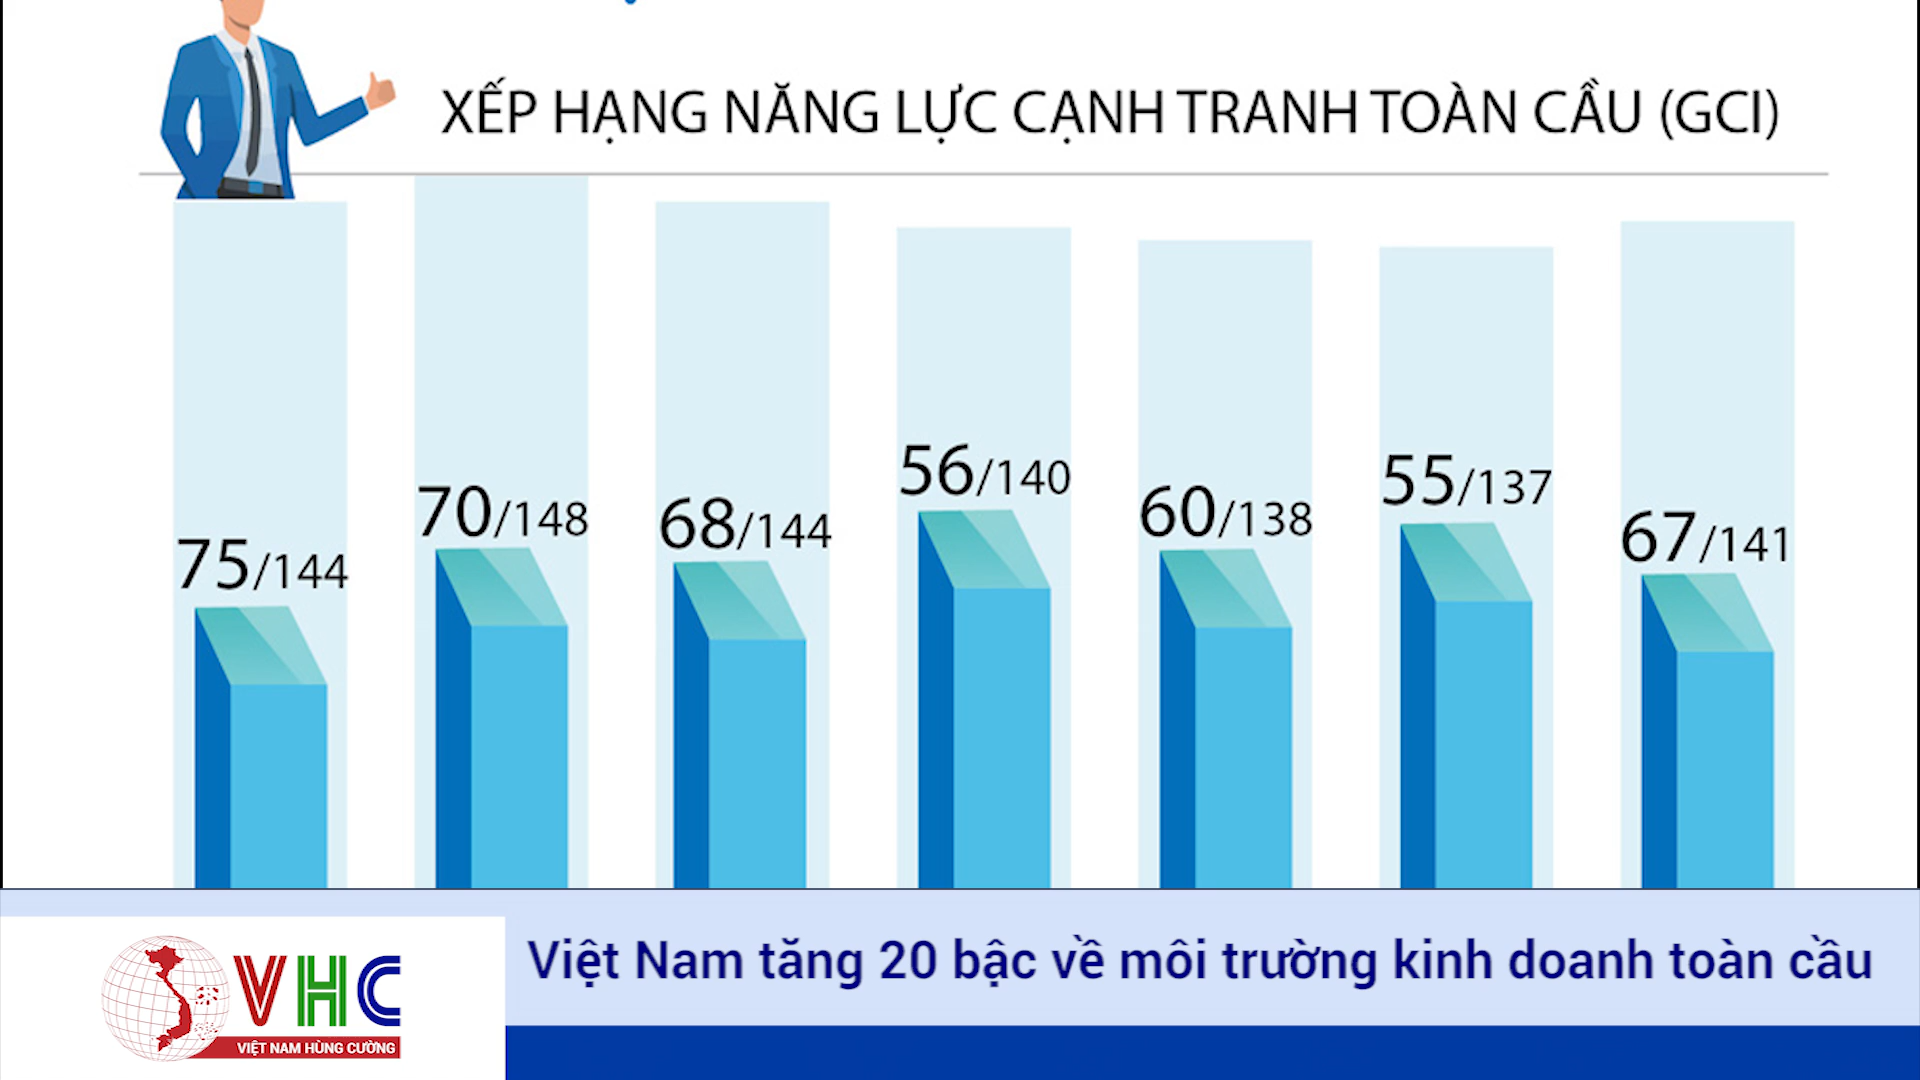 XẾP HẠNG NĂNG LỰC CẠNH TRANH TOÀN CẦU (GCI)
75/144
70/148
68/144
56/140
60/138
55/137
67/141
Việt Nam tăng 20 bậc về môi trường kinh doanh toàn cầu
VHC
VIỆT NAM HÙNG CƯỜNG